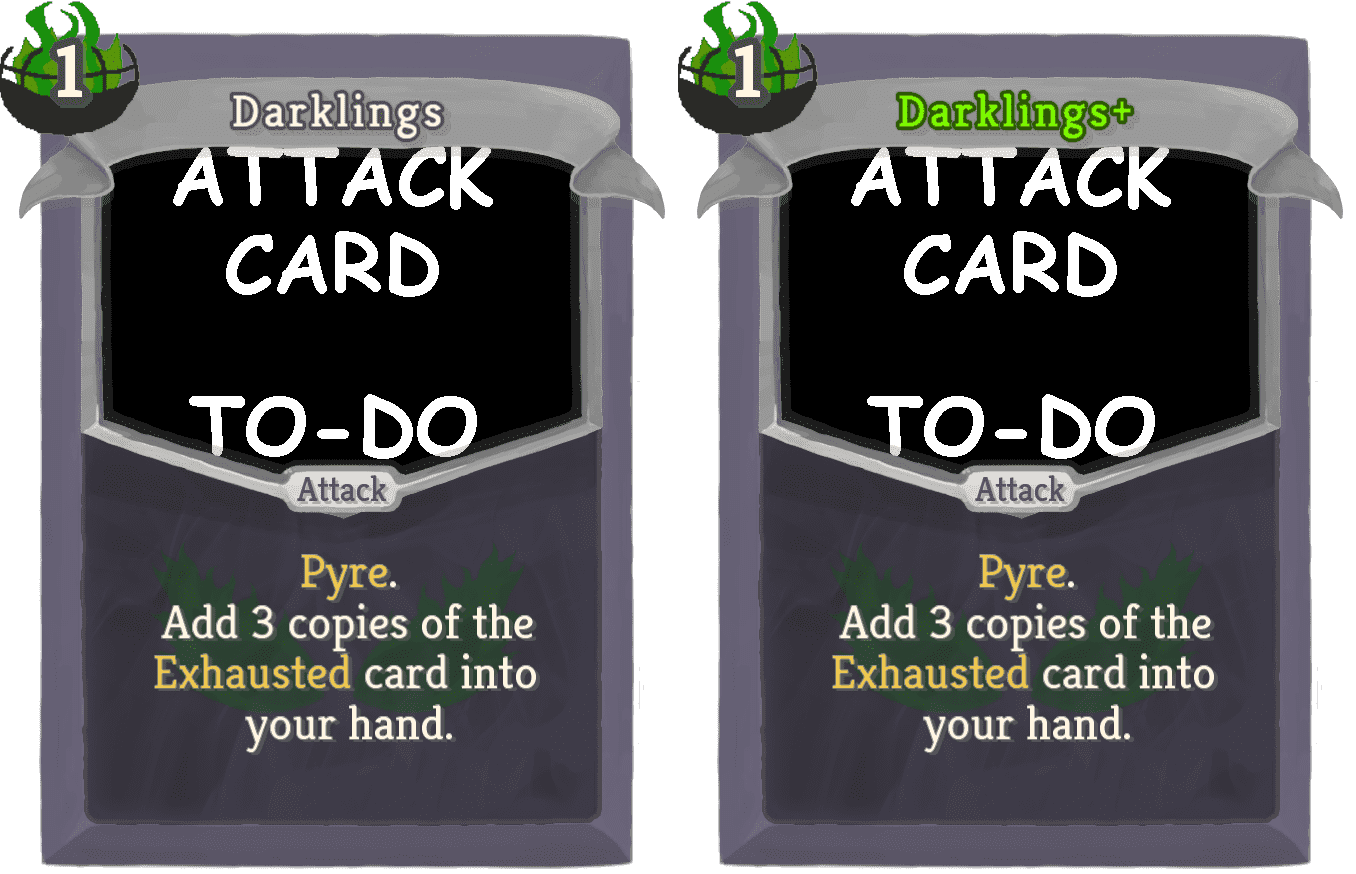 1
Darklings
ATTACK
CARD
TO-DO
Attack
Pyre.
Add 3 copies of the
Exhausted card into
your hand.
1
Darklings+
ATTACK
CARD
TO-DO
Attack
Pyre.
Add 3 copies of the
Exhausted card into
your hand.